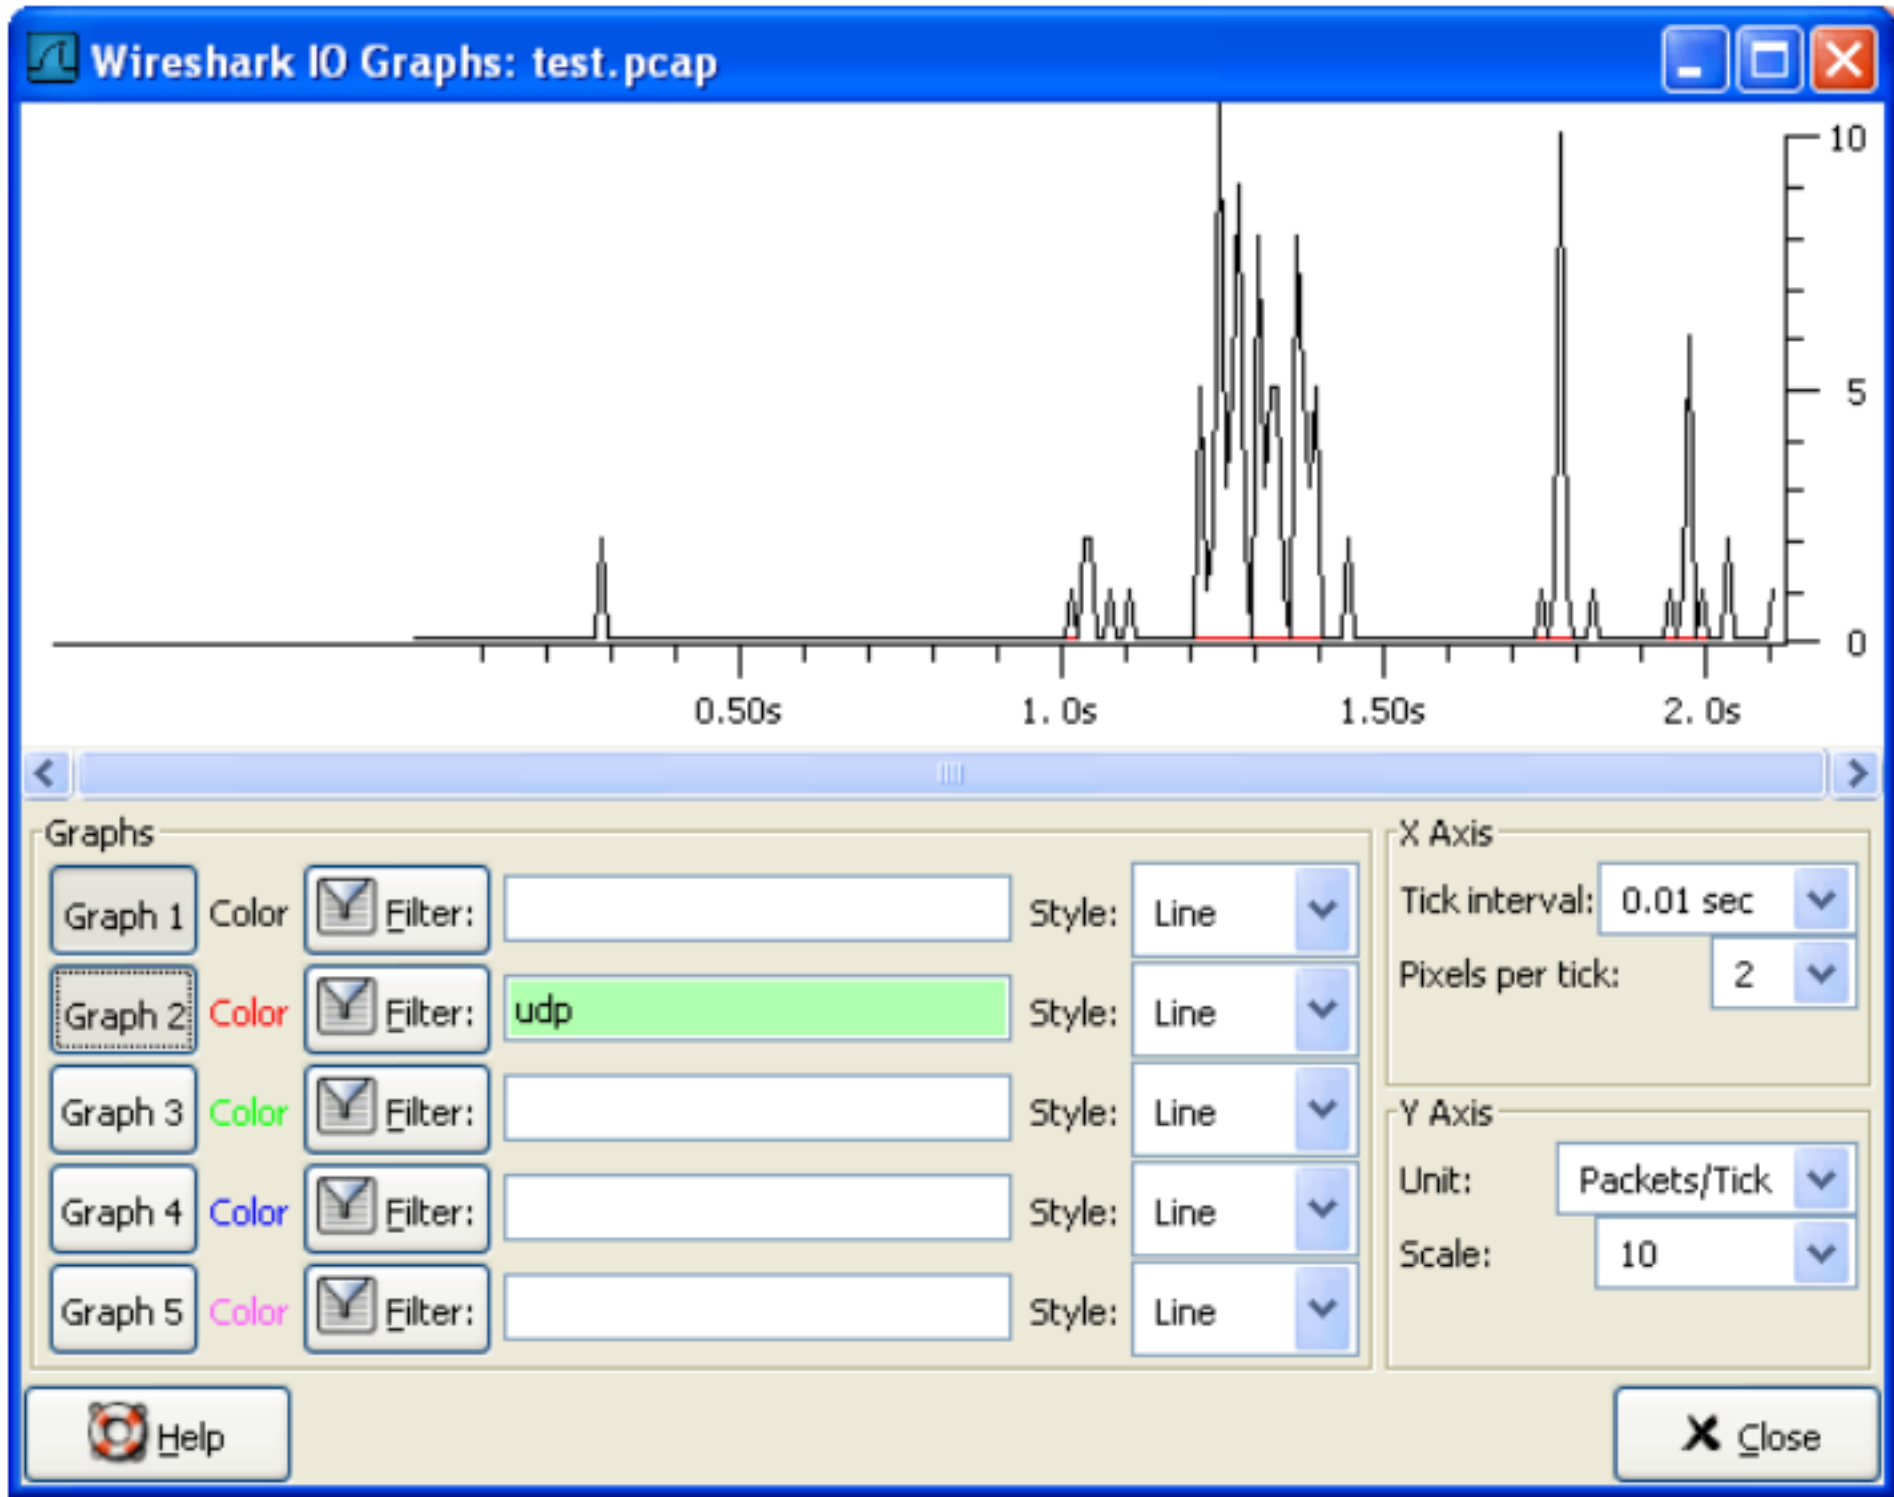 Wireshark IO Graphs: test.pcap
10
5
0
0.50s 1.0s 1.50s 2.0s
Graphs
Graph 1 Color Filter: Style: Line
Graph 2 Color Filter: udp Style: Line
Graph 3 Color Filter: Style: Line
Graph 4 Color Filter: Style: Line
Graph 5 Color Filter: Style: Line
X Axis
Tick interval: 0.01 sec
Pixels per tick: 2
Y Axis
Unit: Packets/Tick
Scale: 10
Help
Close